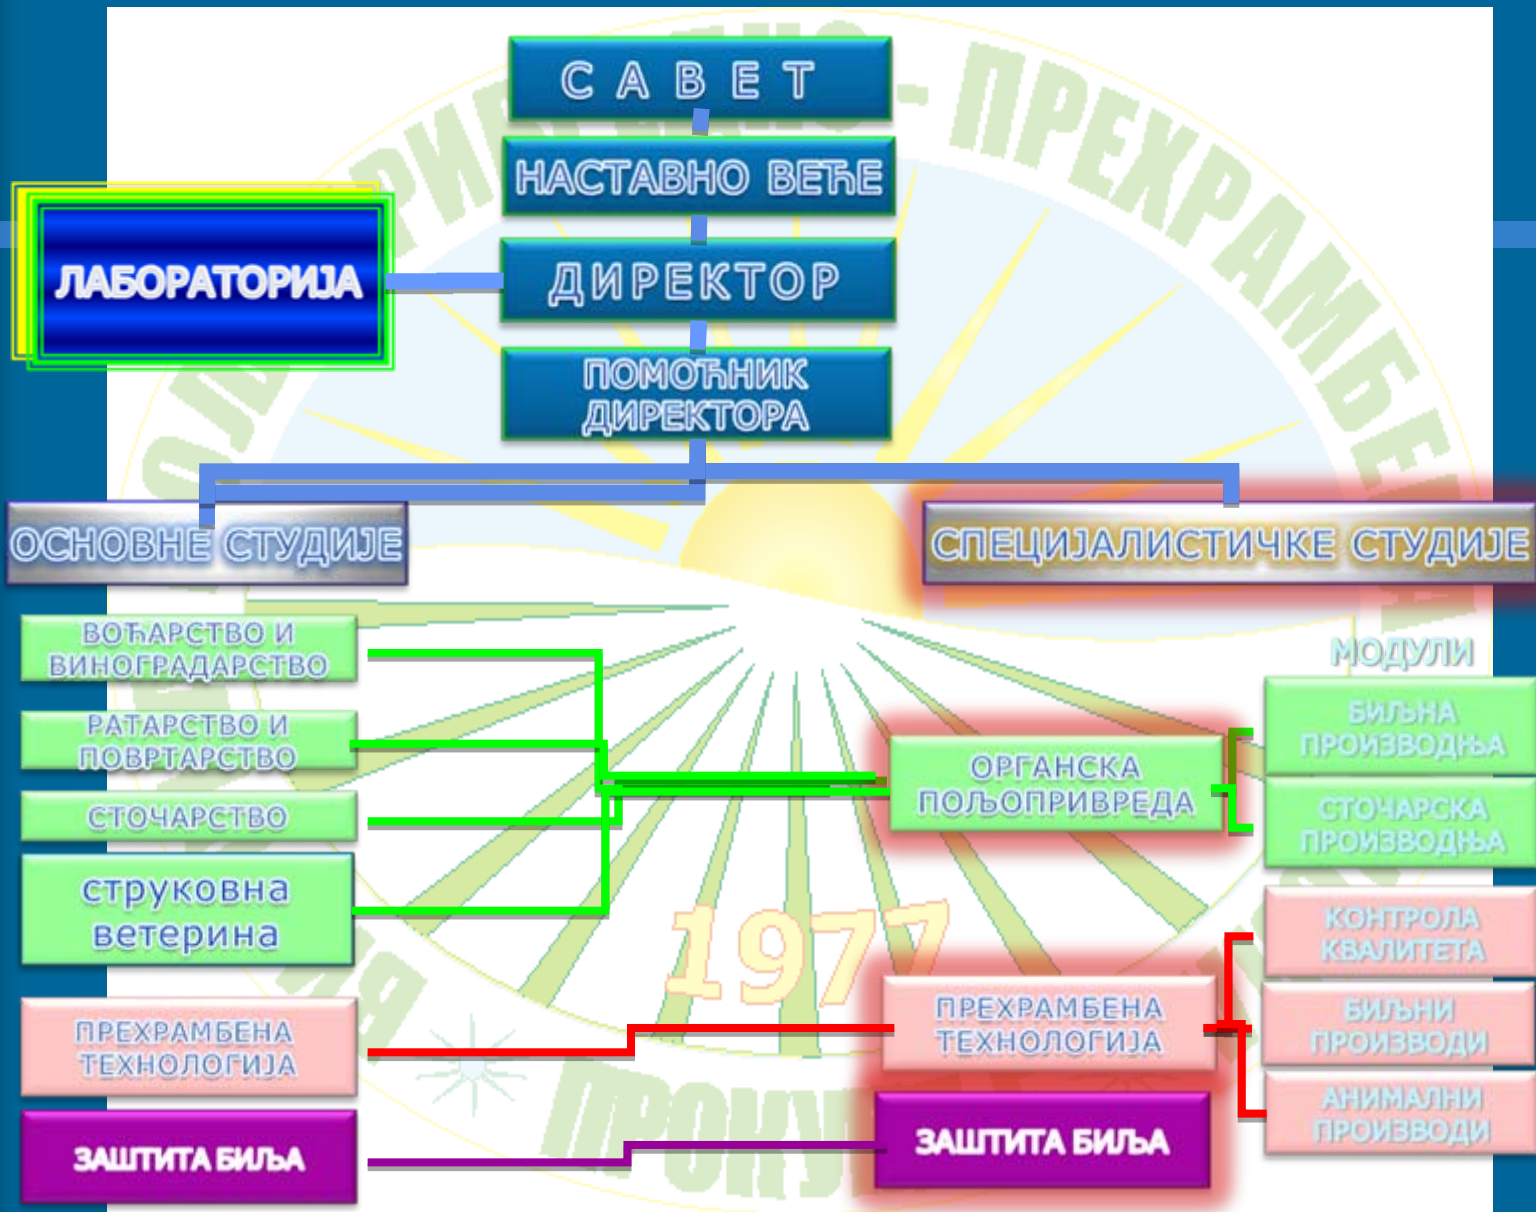 САВЕТ
НАСТАВНО ВЕЋЕ
ЛАБОРАТОРИЈА
ДИРЕКТОР
ПОМОЋНИК
ДИРЕКТОРА
ОСНОВНЕ СТУДИЈЕ
СПЕЦИЈАЛИСТИЧКЕ СТУДИЈЕ
ВОЋАРСТВО И
ВИНОГРАДАРСТВО
РАТАРСТВО И
ПОВРТАРСТВО
СТОЧАРСТВО
струковна
ветерина
ПРЕХРАМБЕНА
ТЕХНОЛОГИЈА
ЗАШТИТА БИЉА
ОРГАНСКА
ПОЉОПРИВРЕДА
ПРЕХРАМБЕНА
ТЕХНОЛОГИЈА
ЗАШТИТА БИЉА
МОДУЛИ
БИЉНА
ПРОИЗВОДЊА
СТОЧАРСКА
ПРОИЗВОДЊА
КОНТРОЛА
КВАЛИТЕТА
БИЉНИ
ПРОИЗВОДИ
АНИМАЛНИ
ПРОИЗВОДИ
- ПРЕХРАМБЕНА
1977